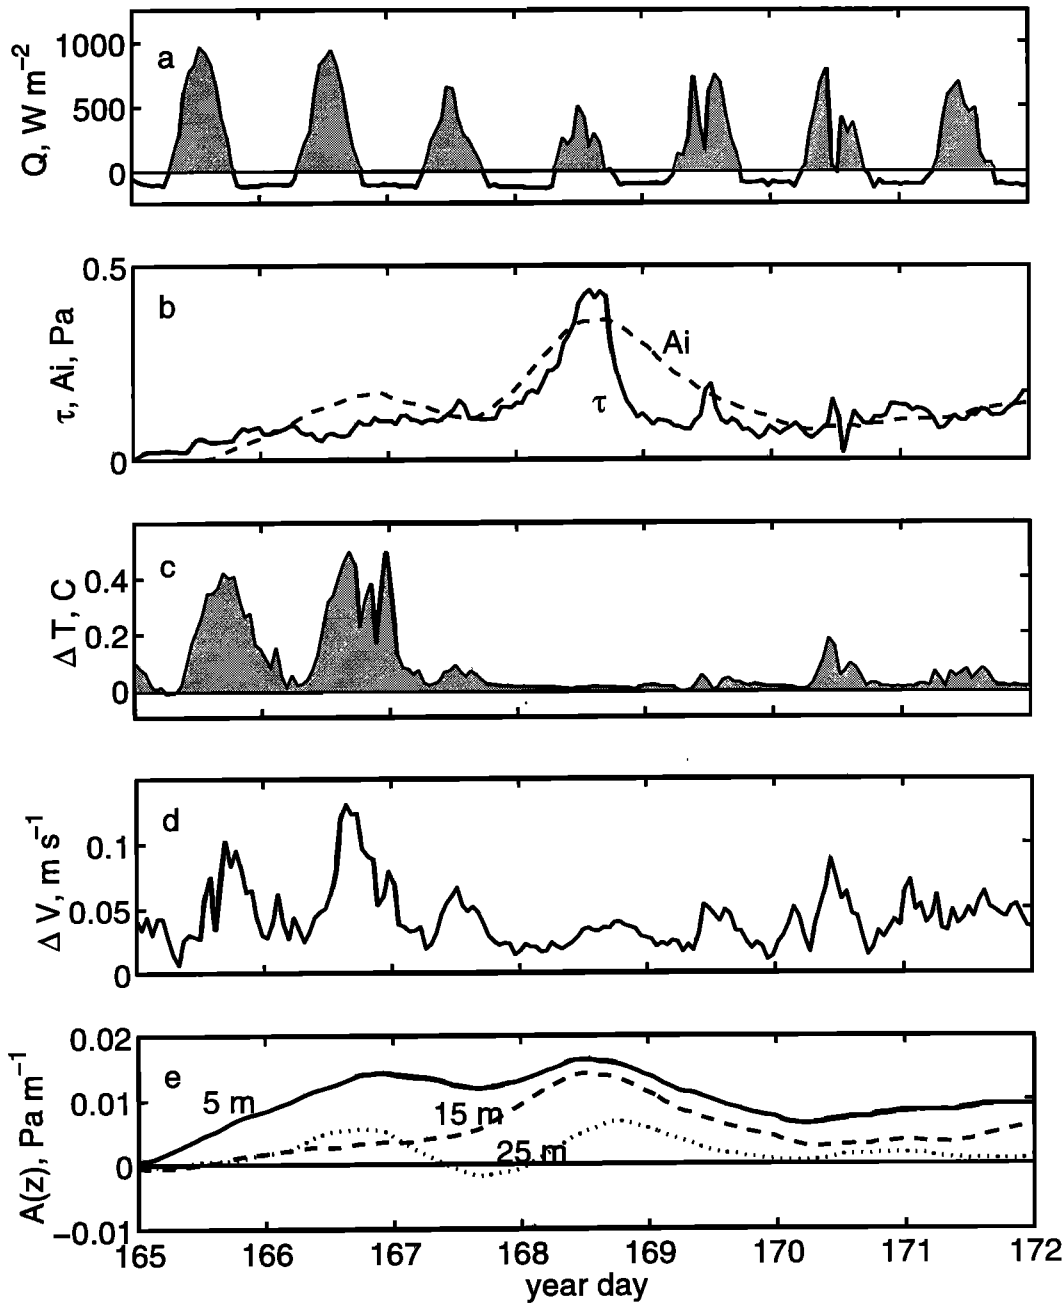 a
Q, W m⁻²
1000
500
0
b
τ, Ai, Pa
0.5
0
Ai
τ
c
Δ T, C
0.4
0.2
0
d
Δ V, m s⁻¹
0.1
0.05
0
e
A(z), Pa m⁻¹
0.02
0.01
0
−0.01
5 m
15 m
25 m
165 166 167 168 169 170 171 172
year day